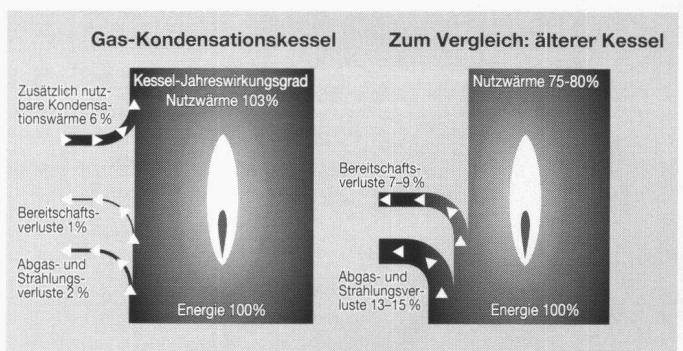 Gas-Kondensationskessel
Kessel-Jahreswirkungsgrad
Nutzwärme 103%
Zusätzlich nutz-
bare Kondensa-
tionswärme 6 %
Bereitschafts-
verluste 1%
Abgas- und
Strahlungs-
verluste 2 %
Energie 100%
Zum Vergleich: älterer Kessel
Nutzwärme 75-80%
Bereitschafts-
verluste 7–9 %
Abgas- und
Strahlungsver-
luste 13–15 %
Energie 100%